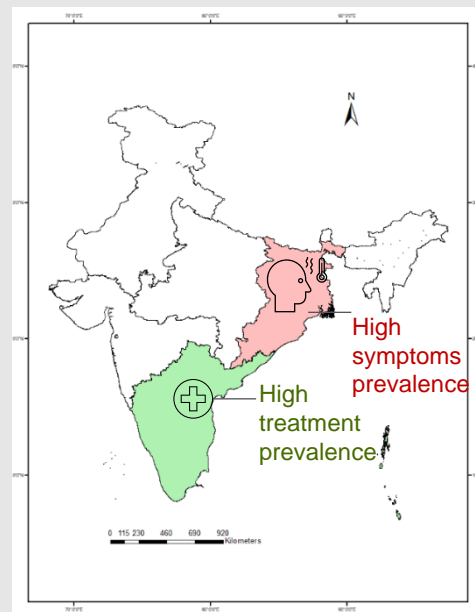 N
High
symptoms
prevalence
High
treatment
prevalence
0 115 230 460 690 920
Kilometers